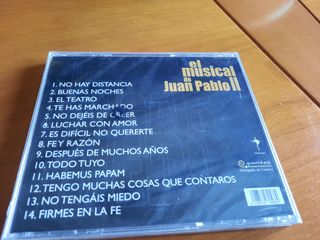 el
musical
de
Juan Pablo II
1. NO HAY DISTANCIA
2. BUENAS NOCHES
3. EL TEATRO
4. TE HAS MARCHADO
5. NO DEJÉIS DE CREER
6. LUCHAR CON AMOR
7. ES DIFÍCIL NO QUERERTE
8. FE Y RAZÓN
9. DESPUÉS DE MUCHOS AÑOS
10. TODO TUYO
11. HABEMUS PAPAM
12. TENGO MUCHAS COSAS QUE CONTAROS
13. NO TENGÁIS MIEDO
14. FIRMES EN LA FE